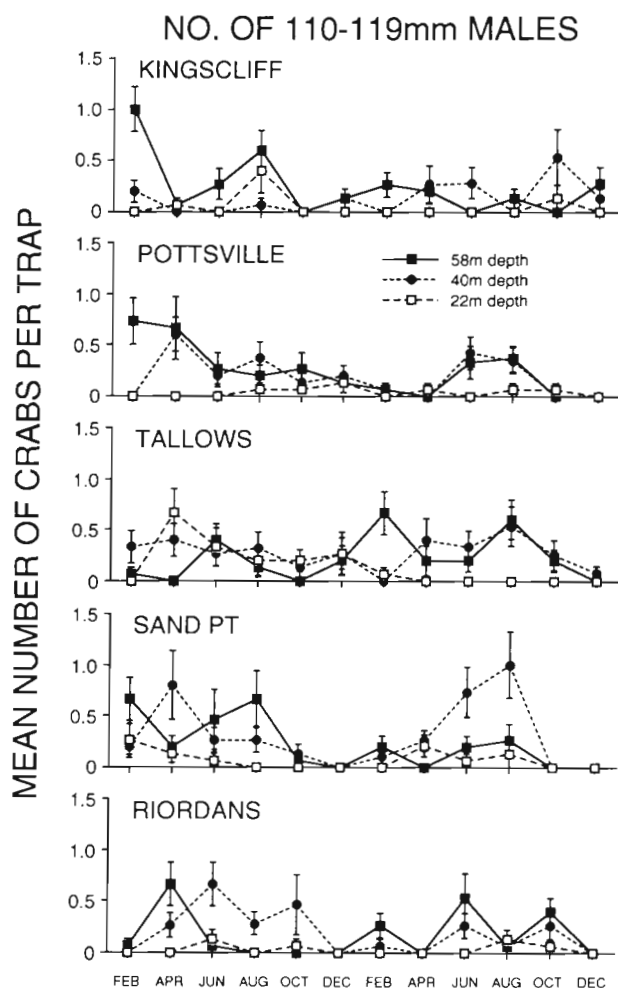 NO. OF 110-119mm MALES
MEAN NUMBER OF CRABS PER TRAP
KINGSCLIFF
1.5
1.0
0.5
0
POTTSVILLE
1.5
1.0
0.5
0
58m depth
40m depth
22m depth
TALLOWS
1.5
1.0
0.5
0
SAND PT
1.5
1.0
0.5
0
RIORDANS
1.5
1.0
0.5
0
FEB APR JUN AUG OCT DEC FEB APR JUN AUG OCT DEC